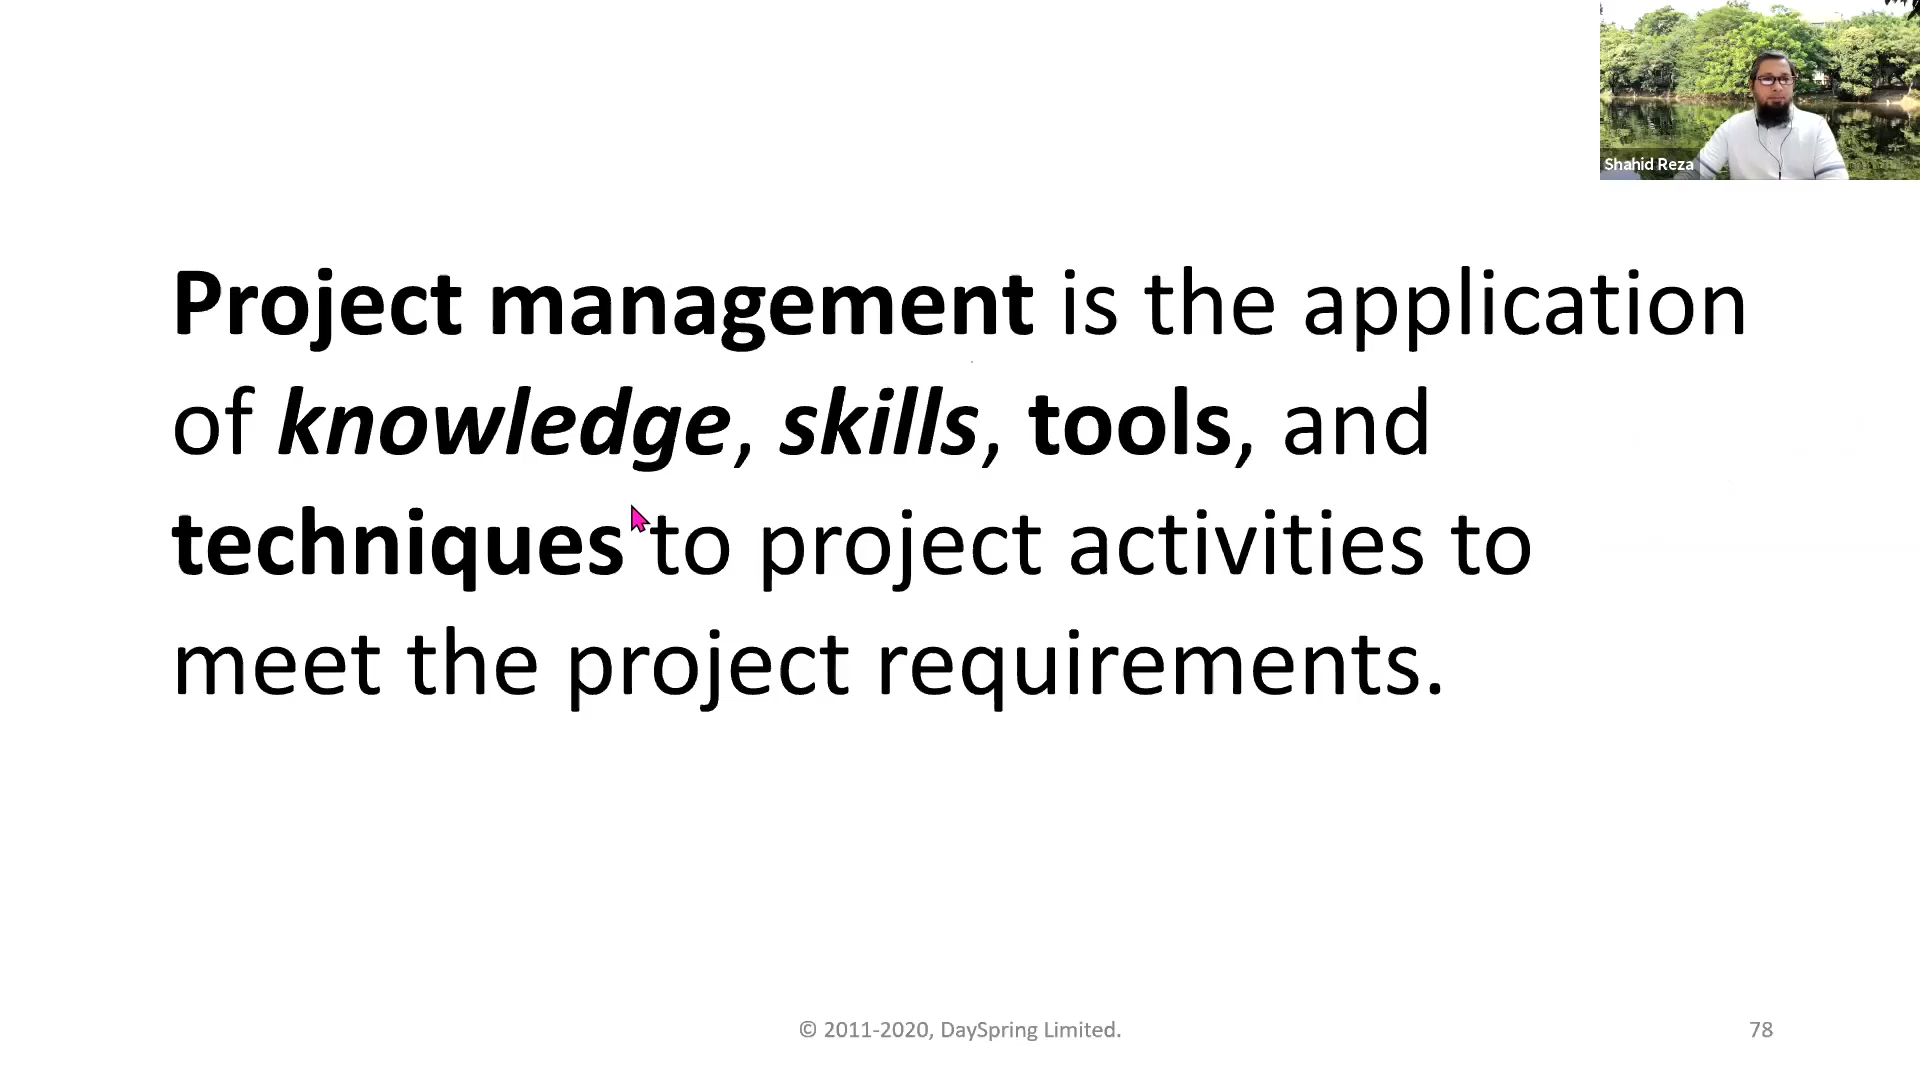 Shahid Reza
Project management is the application
of knowledge, skills, tools, and
techniques to project activities to
meet the project requirements.
© 2011-2020, DaySpring Limited.
78